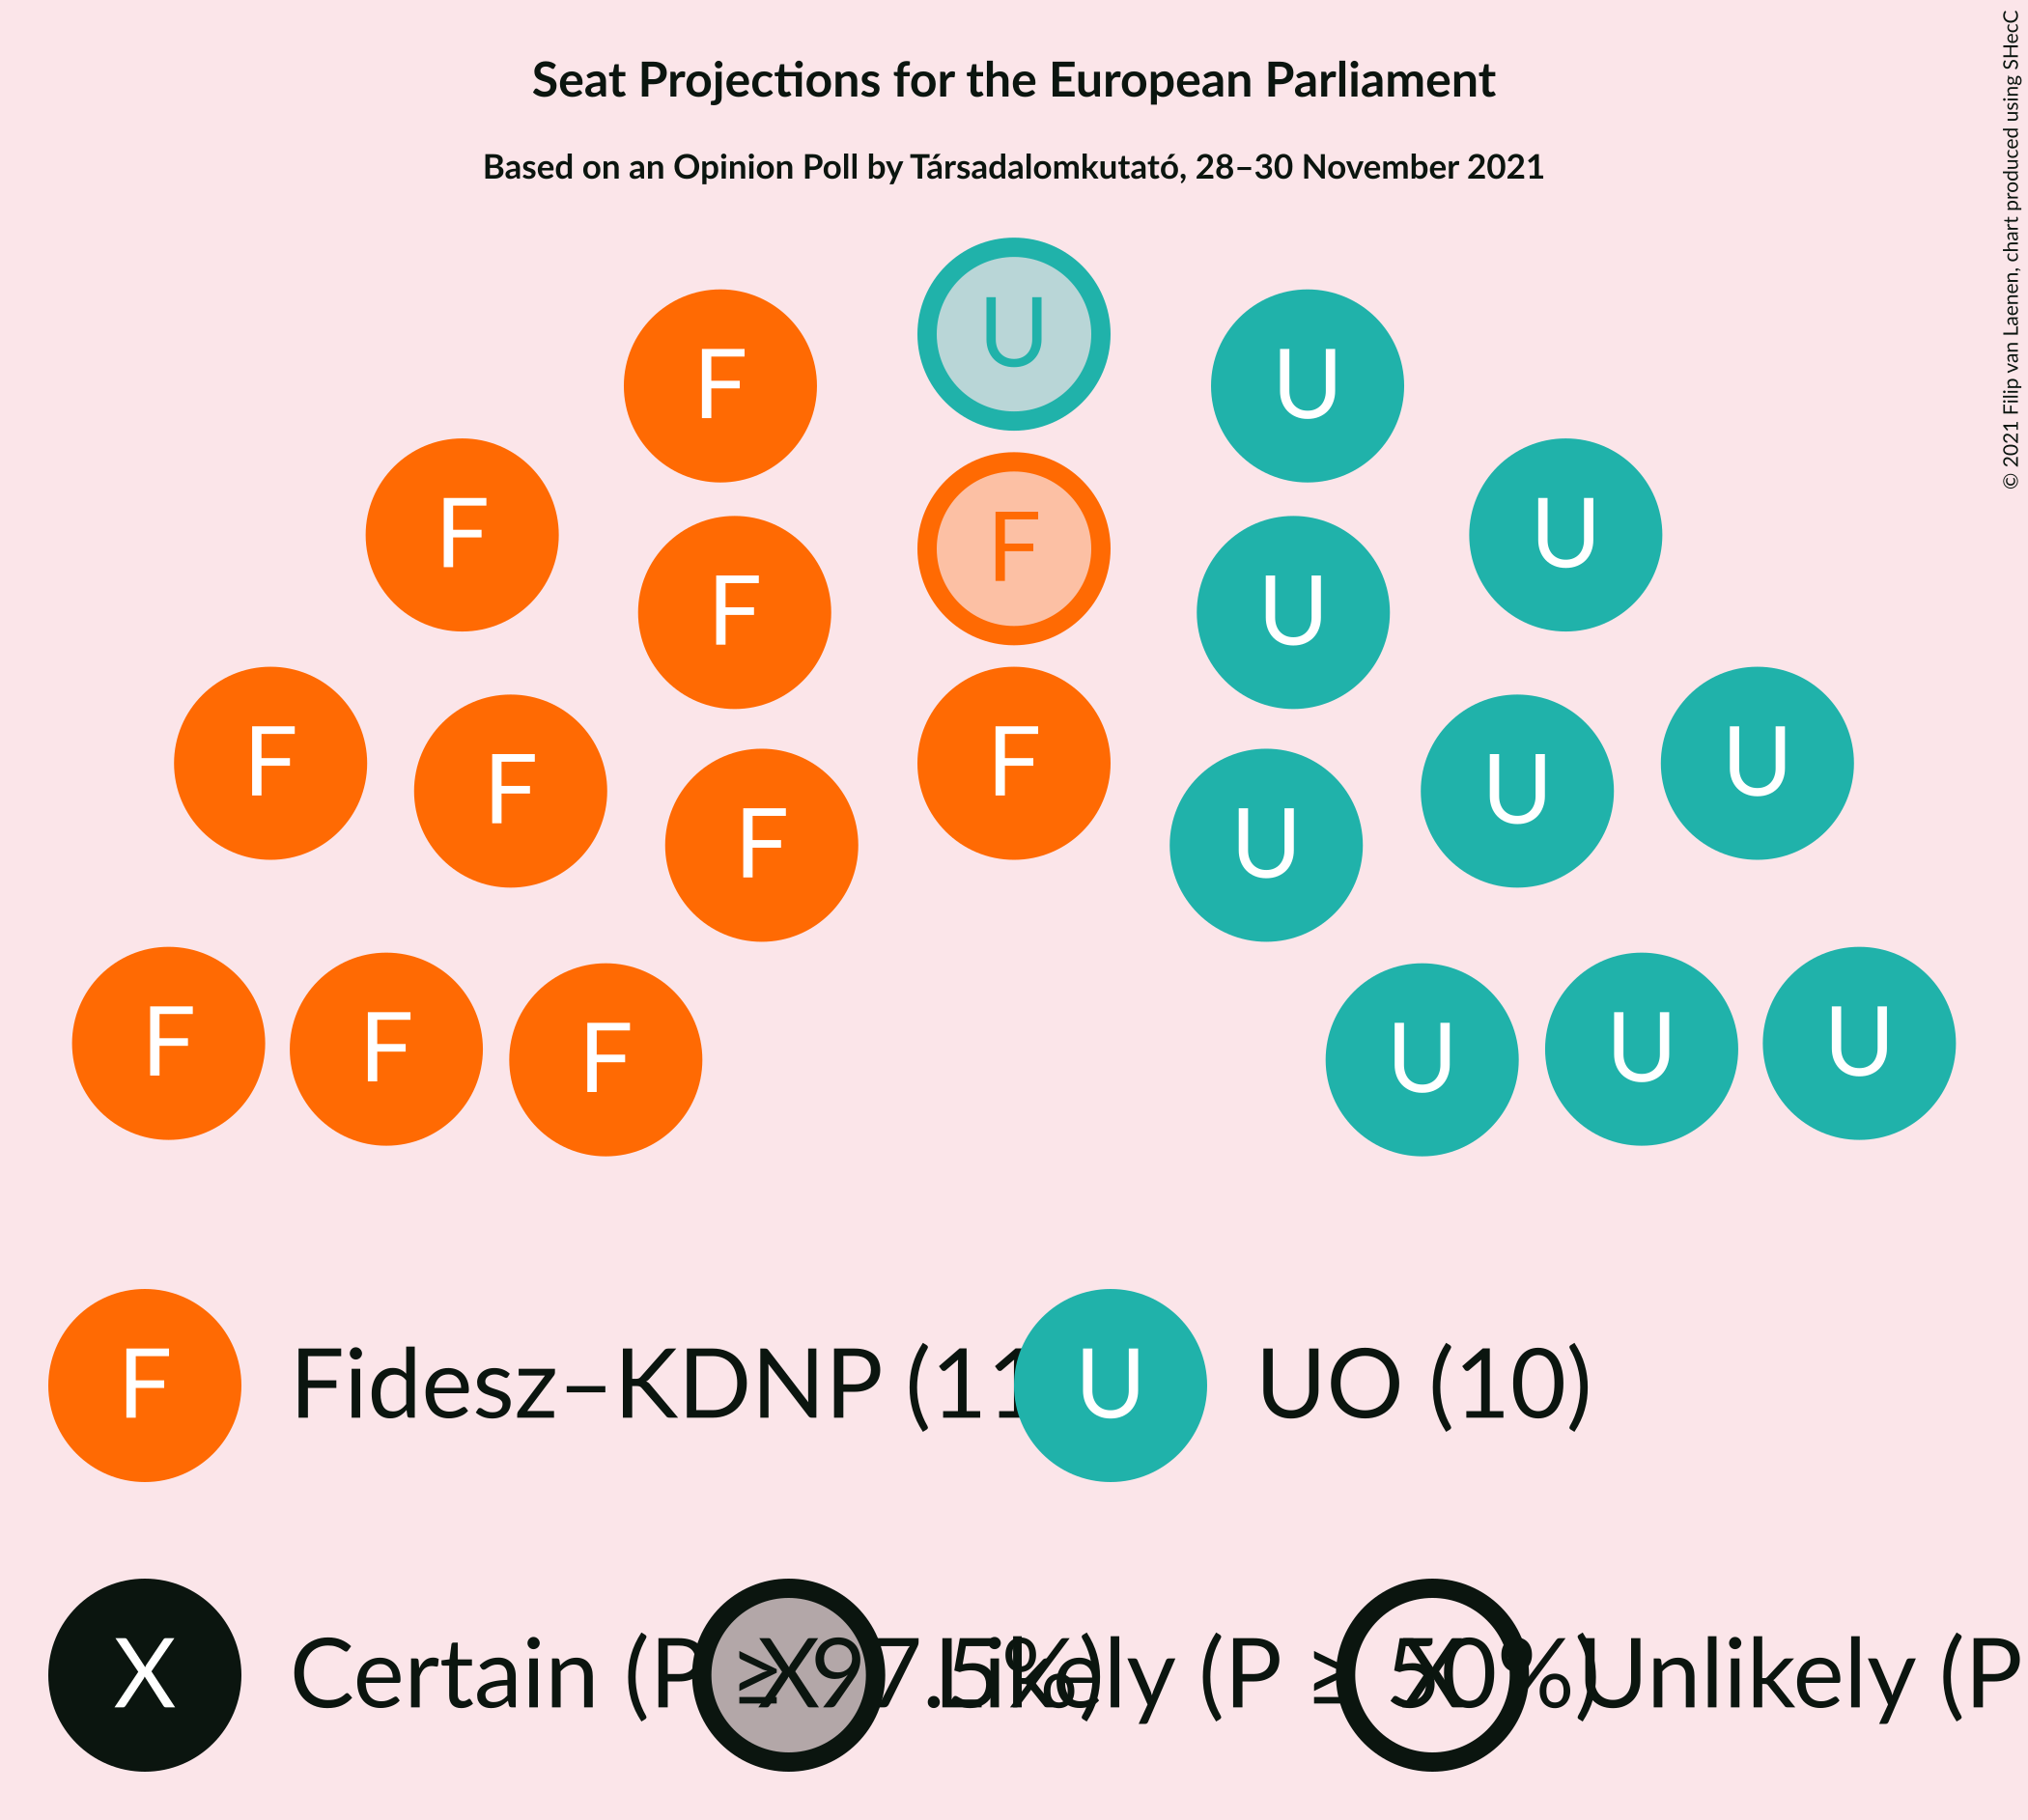 Seat Projections for the European Parliament
Based on an Opinion Poll by Társadalomkutató, 28–30 November 2021
© 2021 Filip van Laenen, chart produced using SHecC
U
F U
F
F U
U
F U
F F
F U U
F U
F F F U U U
F Fidesz–KDNP (11 U UO (10)
X Certain (P ≥ 97.5%) X Likely (P ≥ 50%) X Unlikely (P